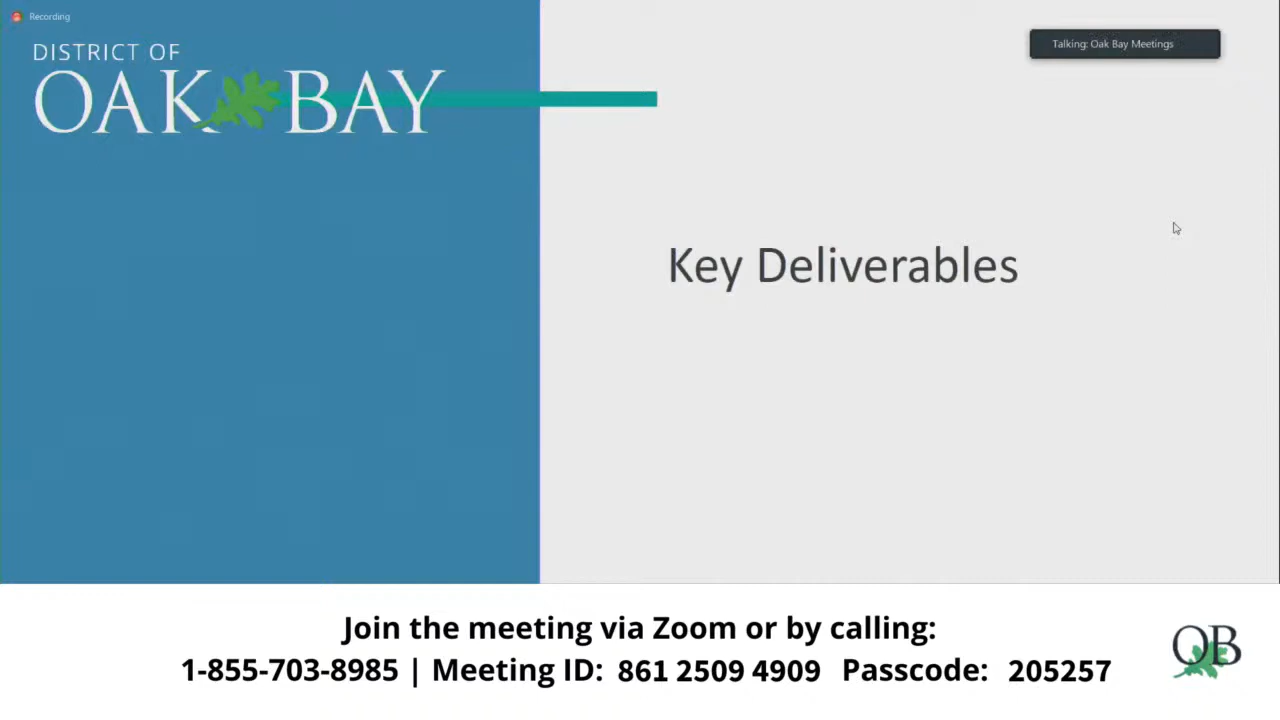 Recording
Talking: Oak Bay Meetings
DISTRICT OF
OAK BAY
Key Deliverables
Join the meeting via Zoom or by calling:
1-855-703-8985 | Meeting ID: 861 2509 4909 Passcode: 205257
OB